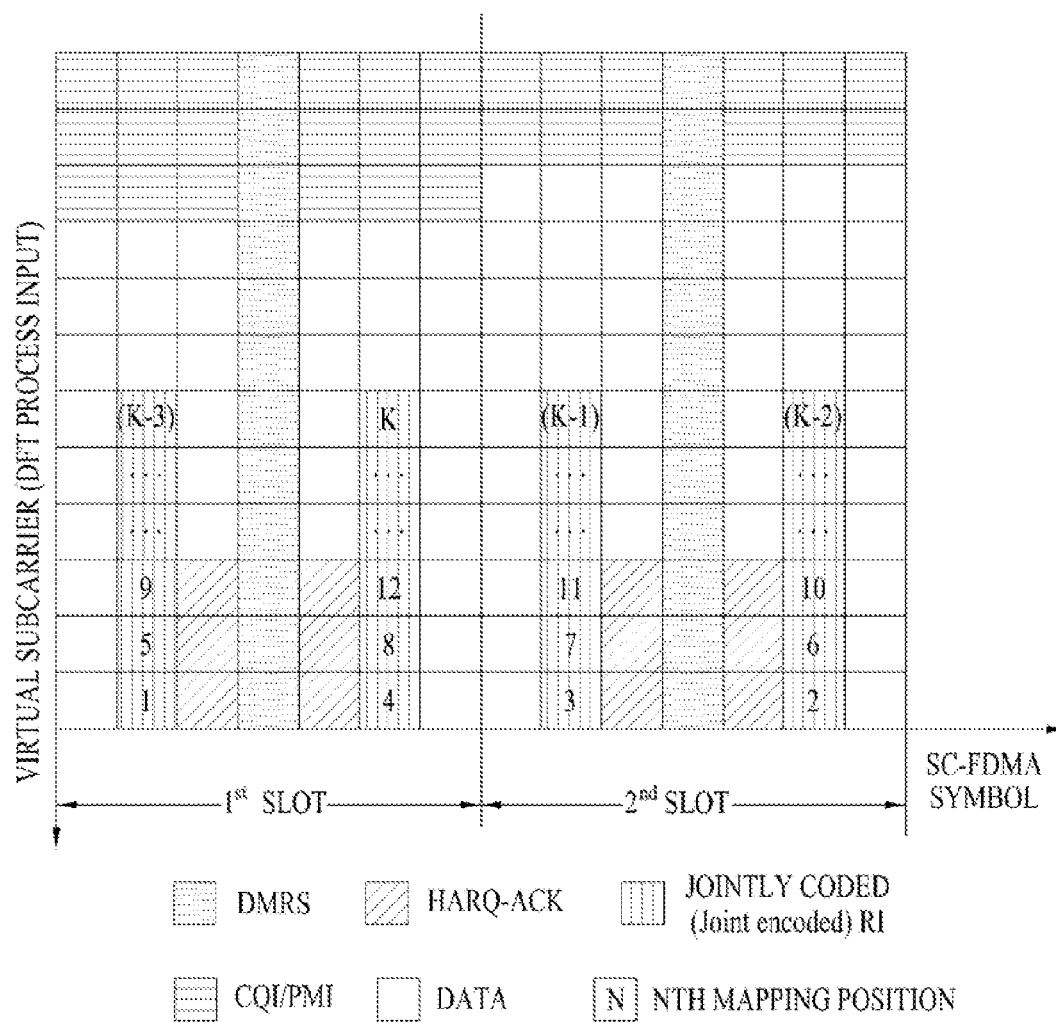 VIRTUAL SUBCARRIER (DFT PROCESS INPUT)
(K-3) K (K-1) (K-2)
9 12 11 10
5 8 7 6
1 4 3 2
1st SLOT 2nd SLOT
SC-FDMA
SYMBOL
DMRS HARQ-ACK JOINTLY CODED
(Joint encoded) RI
CQI/PMI DATA N NTH MAPPING POSITION